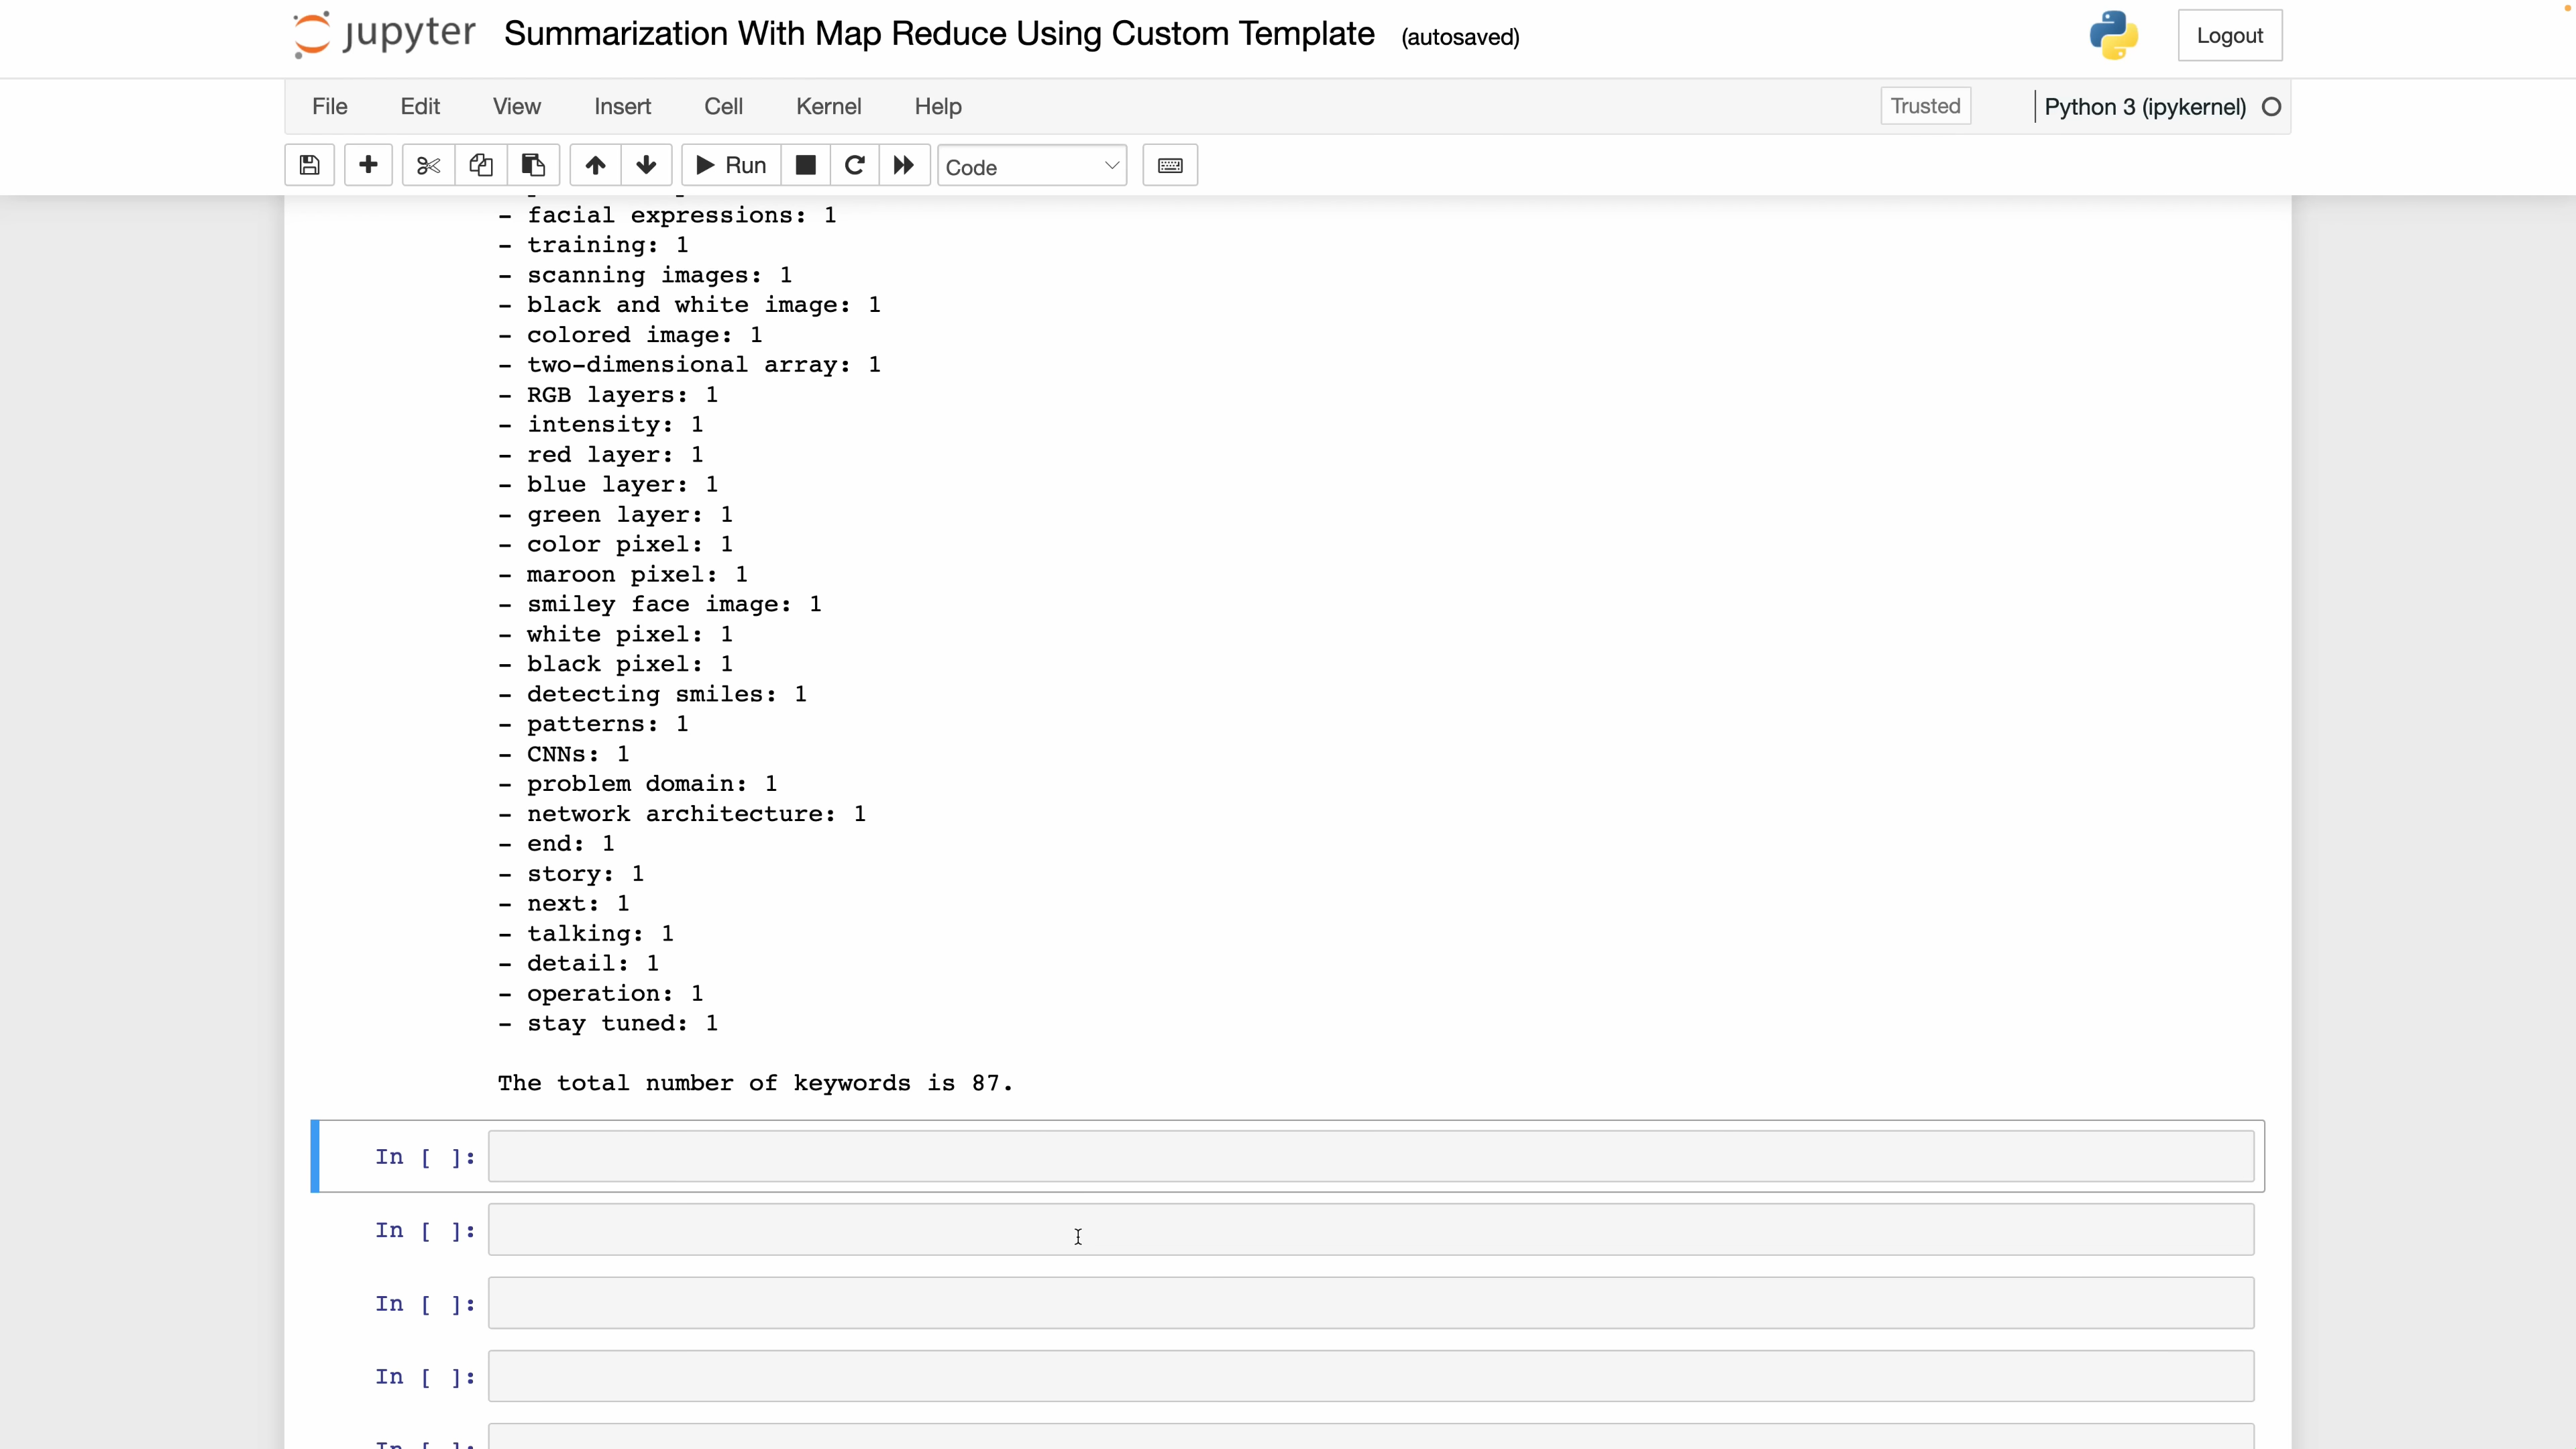 jupyter Summarization With Map Reduce Using Custom Template (autosaved) Logout
File Edit View Insert Cell Kernel Help Trusted Python 3 (ipykernel)
Run Code
- facial expressions: 1
- training: 1
- scanning images: 1
- black and white image: 1
- colored image: 1
- two-dimensional array: 1
- RGB layers: 1
- intensity: 1
- red layer: 1
- blue layer: 1
- green layer: 1
- color pixel: 1
- maroon pixel: 1
- smiley face image: 1
- white pixel: 1
- black pixel: 1
- detecting smiles: 1
- patterns: 1
- CNNs: 1
- problem domain: 1
- network architecture: 1
- end: 1
- story: 1
- next: 1
- talking: 1
- detail: 1
- operation: 1
- stay tuned: 1
The total number of keywords is 87.
In [ ]:
In [ ]:
In [ ]:
In [ ]:
In [ ]: